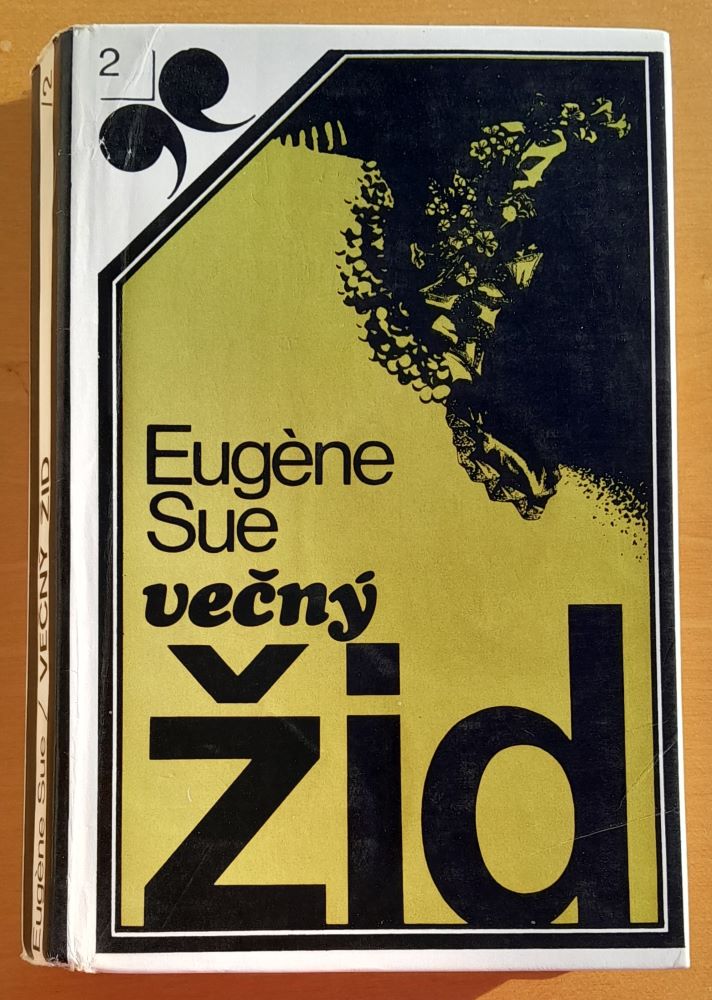 2
Eugène
Sue
večný
žid
Eugène Sue / VEČNÝ ŽID 2